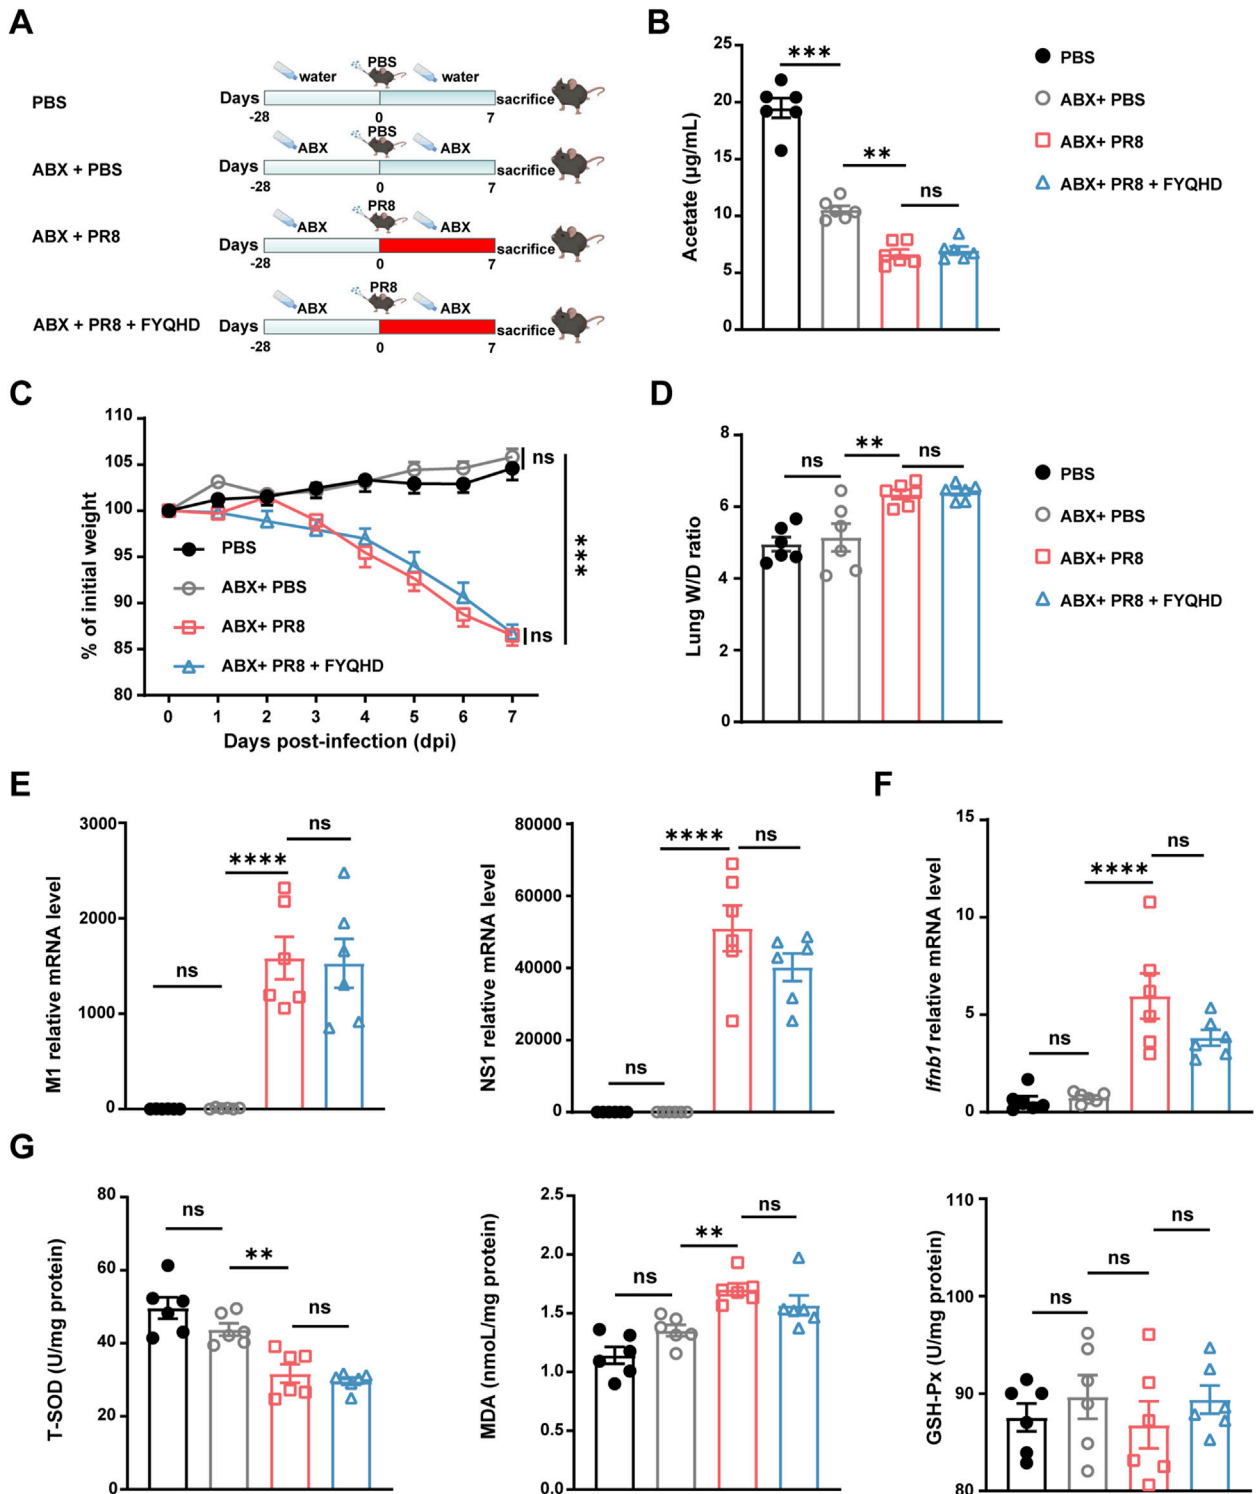 A
PBS
water
PBS
water
Days
-28
0
7
sacrifice
ABX + PBS
ABX
PBS
ABX
Days
-28
0
7
sacrifice
ABX + PR8
ABX
PR8
ABX
Days
-28
0
7
sacrifice
ABX + PR8 + FYQHD
ABX
PR8
ABX
Days
-28
0
7
sacrifice
B
Acetate (µg/mL)
25
20
15
10
5
0
***
**
ns
PBS
ABX+ PBS
ABX+ PR8
ABX+ PR8 + FYQHD
C
% of initial weight
110
105
100
95
90
85
80
PBS
ABX+ PBS
ABX+ PR8
ABX+ PR8 + FYQHD
ns
***
ns
0 1 2 3 4 5 6 7
Days post-infection (dpi)
D
Lung W/D ratio
8
6
4
2
0
ns
**
ns
PBS
ABX+ PBS
ABX+ PR8
ABX+ PR8 + FYQHD
E
M1 relative mRNA level
3000
2000
1000
0
ns
****
ns
NS1 relative mRNA level
80000
60000
40000
20000
0
ns
****
ns
F
Ifnb1 relative mRNA level
15
10
5
0
ns
****
ns
G
T-SOD (U/mg protein)
80
60
40
20
0
ns
**
ns
MDA (nmoL/mg protein)
2.5
2.0
1.5
1.0
0.5
0.0
ns
**
ns
GSH-Px (U/mg protein)
110
100
90
80
ns
ns
ns